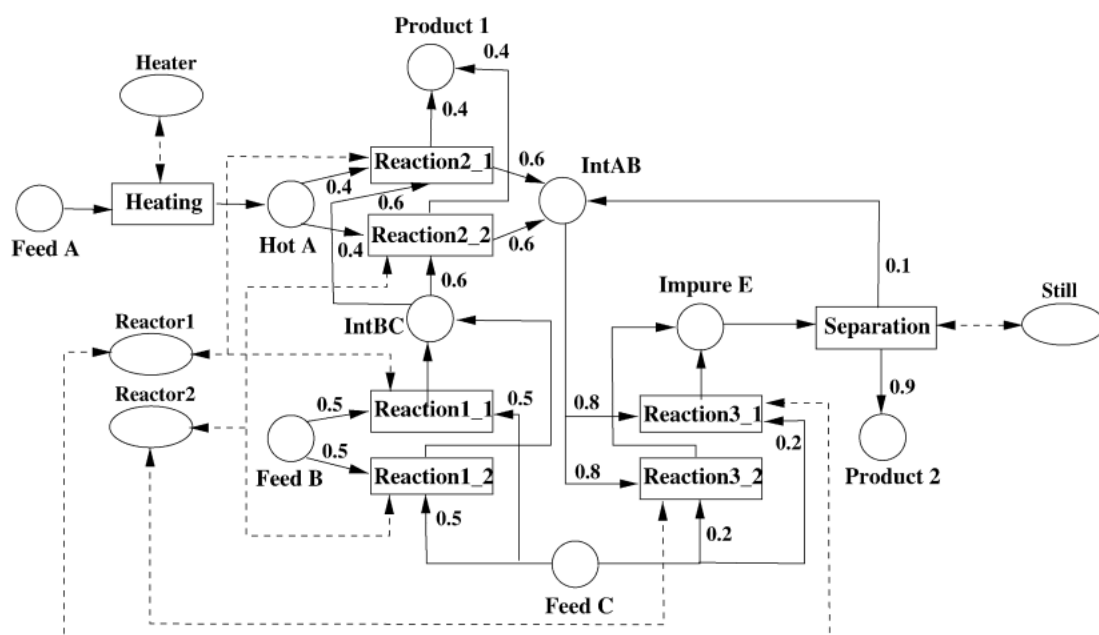 Product 1
0.4
Heater
0.4
Reaction2_1
0.6
IntAB
Heating
0.4
0.6
Feed A
Hot A
0.4
Reaction2_2
0.6
0.6
0.1
Impure E
Still
Reactor1
IntBC
Separation
Reactor2
0.5
Reaction1_1
0.5
0.8
Reaction3_1
0.9
0.5
0.2
Feed B
Reaction1_2
0.8
Reaction3_2
Product 2
0.5
0.2
Feed C